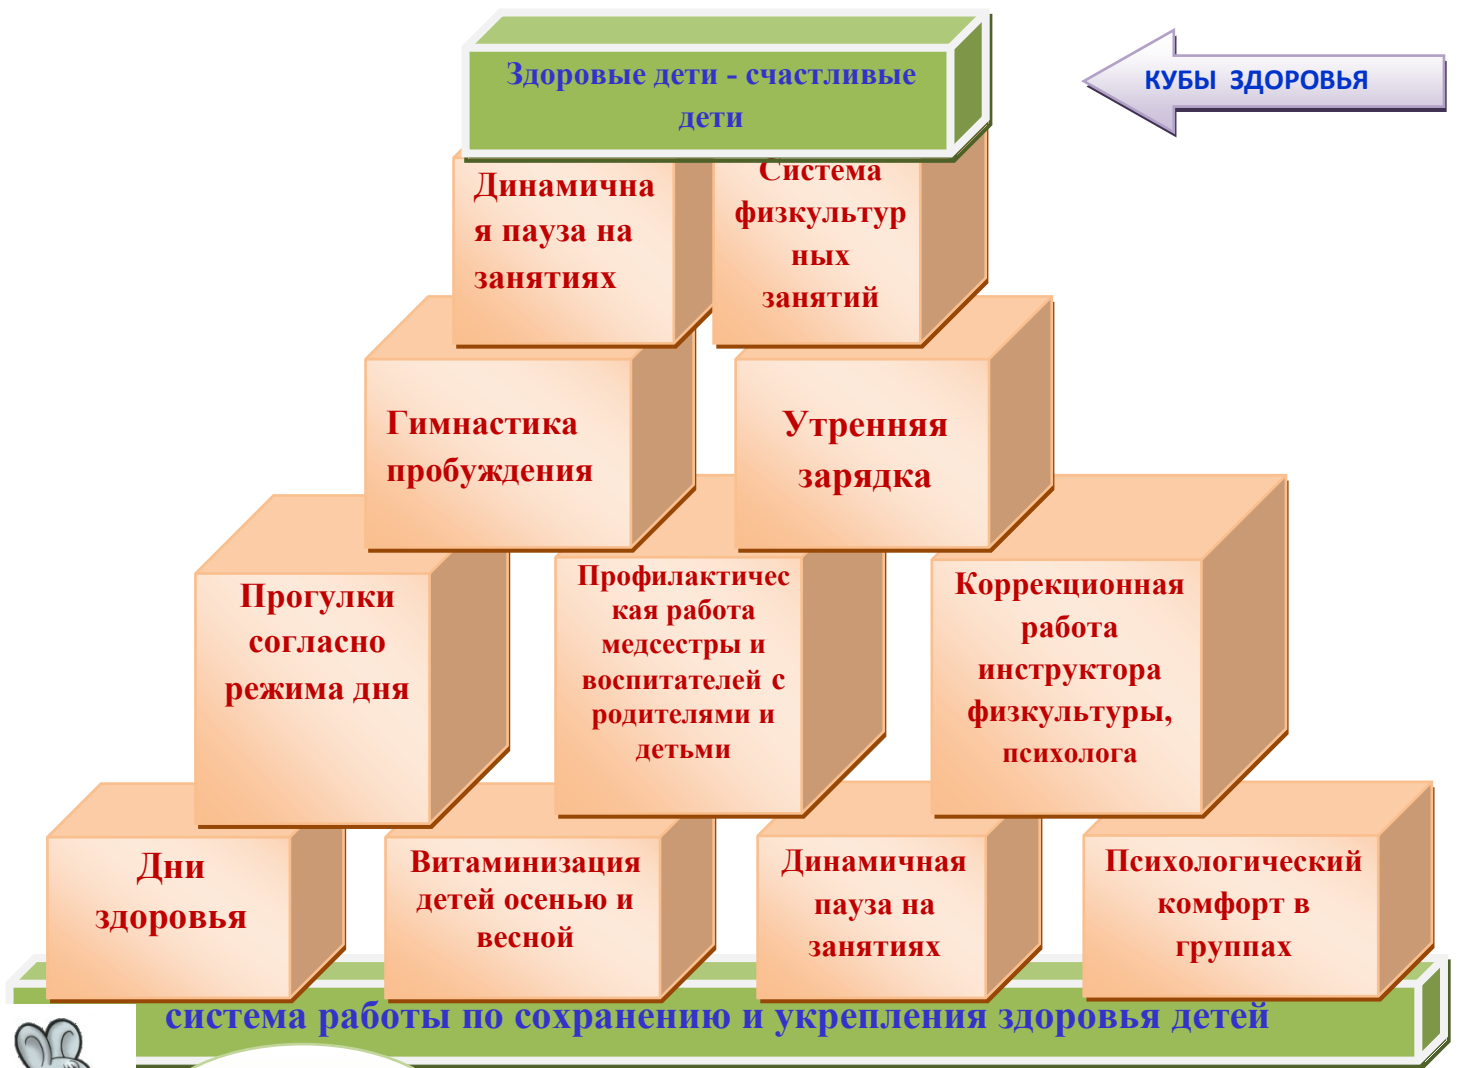 Здоровые дети - счастливые
дети
КУБЫ ЗДОРОВЬЯ
Динамична
я пауза на
занятиях
Система
физкультур
ных
занятий
Гимнастика
пробуждения
Утренняя
зарядка
Прогулки
согласно
режима дня
Профилактичес
кая работа
медсестры и
воспитателей с
родителями и
детьми
Коррекционная
работа
инструктора
физкультуры,
психолога
Дни
здоровья
Витаминизация
детей осенью и
весной
Динамичная
пауза на
занятиях
Психологический
комфорт в
группах
система работы по сохранению и укрепления здоровья детей